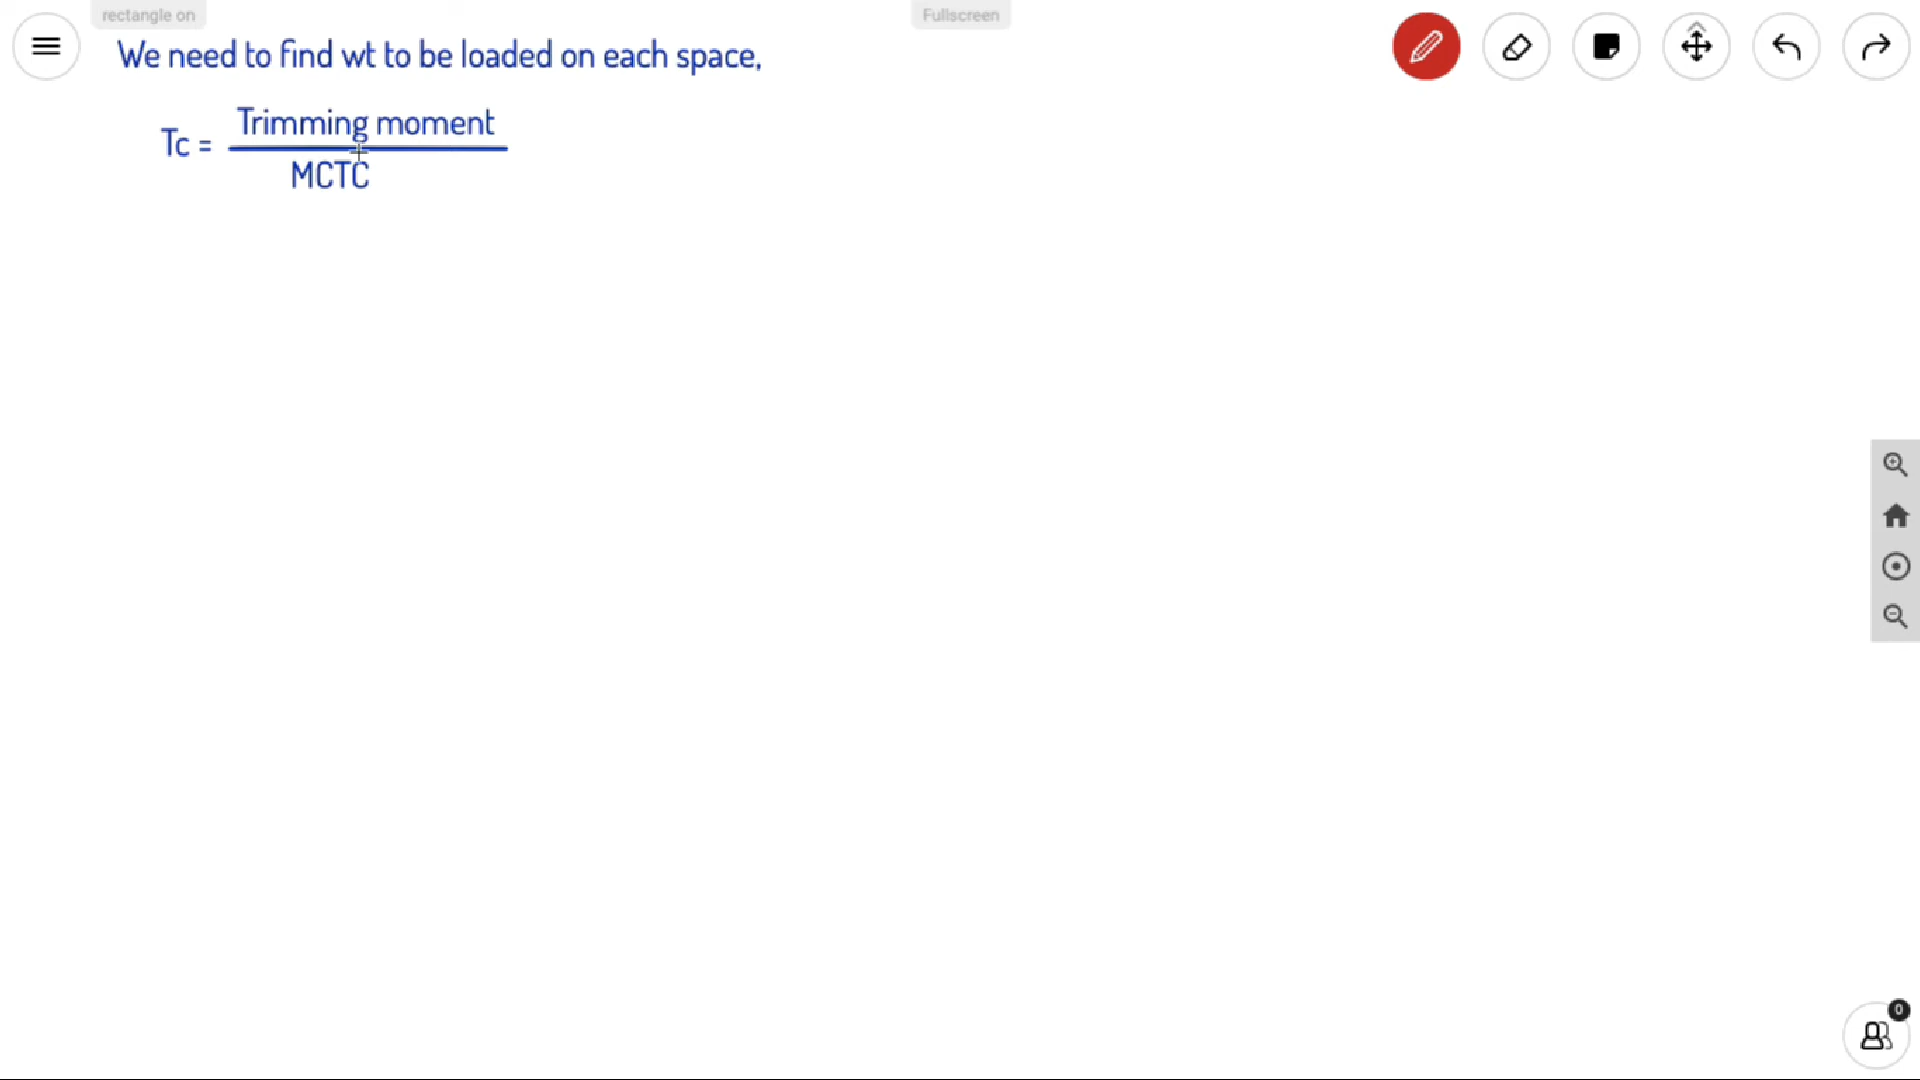 rectangle on
Fullscreen
We need to find wt to be loaded on each space,
Trimming moment
Tc =
MCTC
0